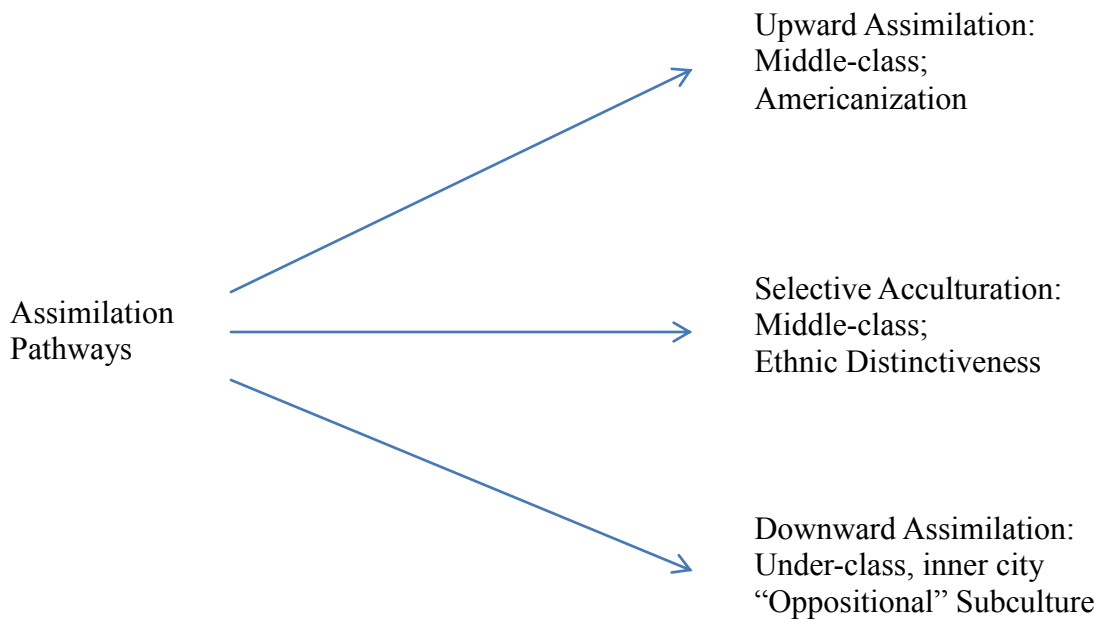 Upward Assimilation:
Middle-class;
Americanization
Assimilation
Pathways
Selective Acculturation:
Middle-class;
Ethnic Distinctiveness
Downward Assimilation:
Under-class, inner city
“Oppositional” Subculture